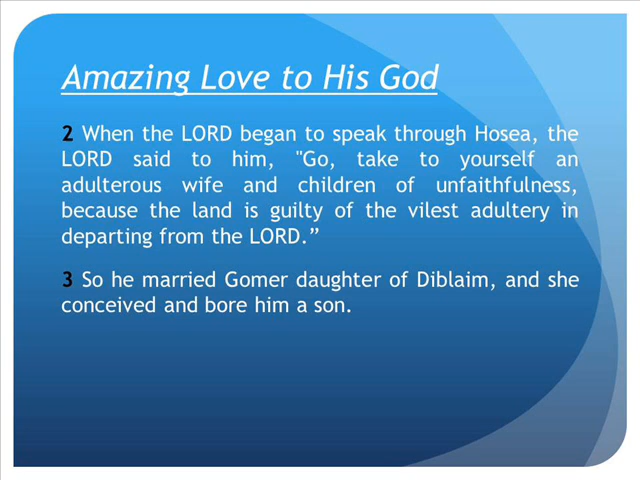 Amazing Love to His God
2 When the LORD began to speak through Hosea, the
LORD said to him, "Go, take to yourself an
adulterous wife and children of unfaithfulness,
because the land is guilty of the vilest adultery in
departing from the LORD.”
3 So he married Gomer daughter of Diblaim, and she
conceived and bore him a son.